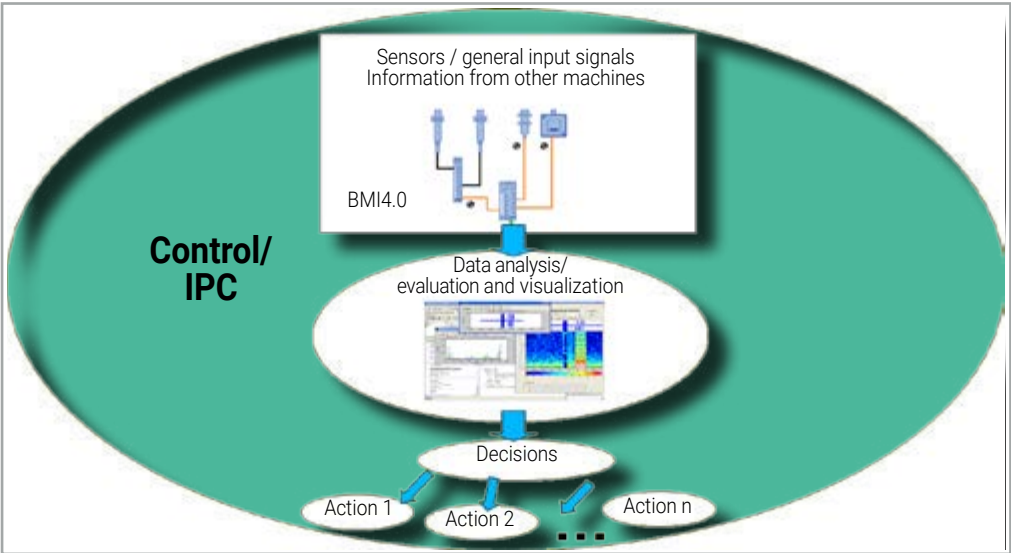 Sensors / general input signals
Information from other machines
BMI4.0
Control/
IPC
Data analysis/
evaluation and visualization
Decisions
Action 1
Action 2
▪ ▪ ▪
Action n